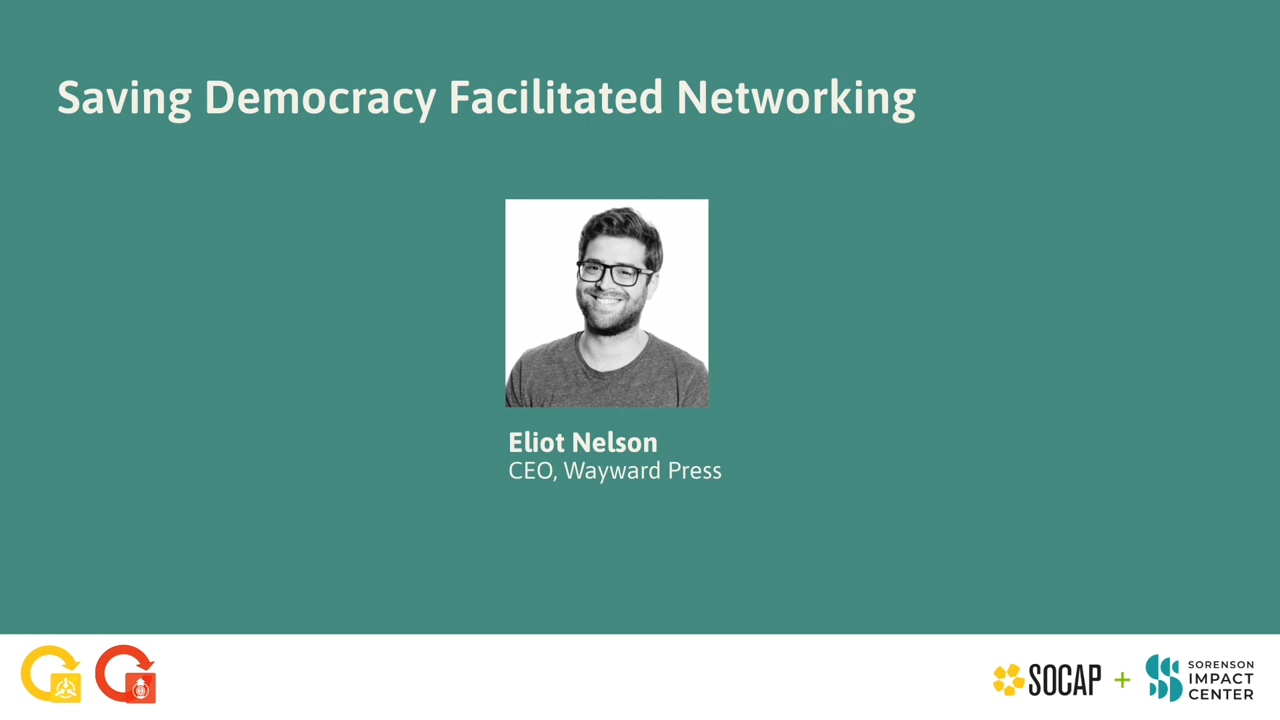 Saving Democracy Facilitated Networking
Eliot Nelson
CEO, Wayward Press
SOCAP + SORENSON
IMPACT
CENTER